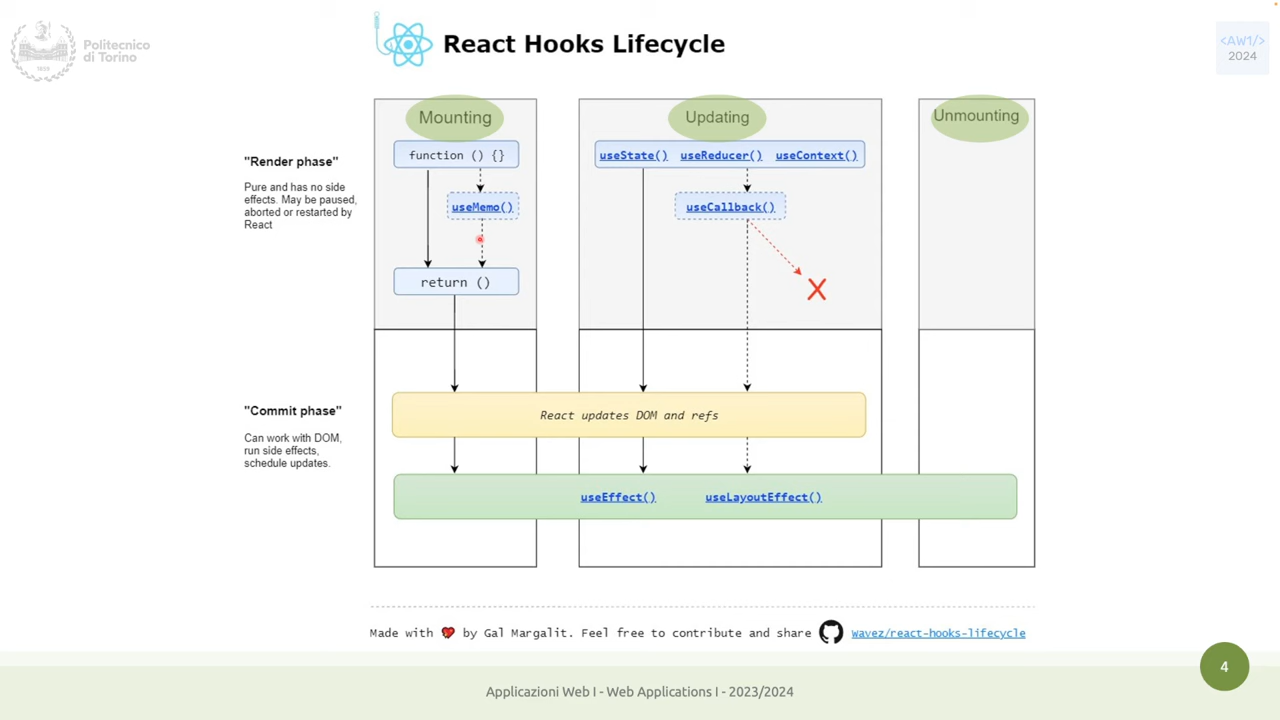 Politecnico
di Torino
1859
React Hooks Lifecycle
<AW1/>
2024
Mounting
Updating
Unmounting
"Render phase"
Pure and has no side
effects. May be paused,
aborted or restarted by
React
function () {}
useMemo()
return ()
useState() useReducer() useContext()
useCallback()
X
"Commit phase"
Can work with DOM,
run side effects,
schedule updates.
React updates DOM and refs
useEffect() useLayoutEffect()
Made with by Gal Margalit. Feel free to contribute and share Wavez/react-hooks-lifecycle
4
Applicazioni Web I - Web Applications I - 2023/2024